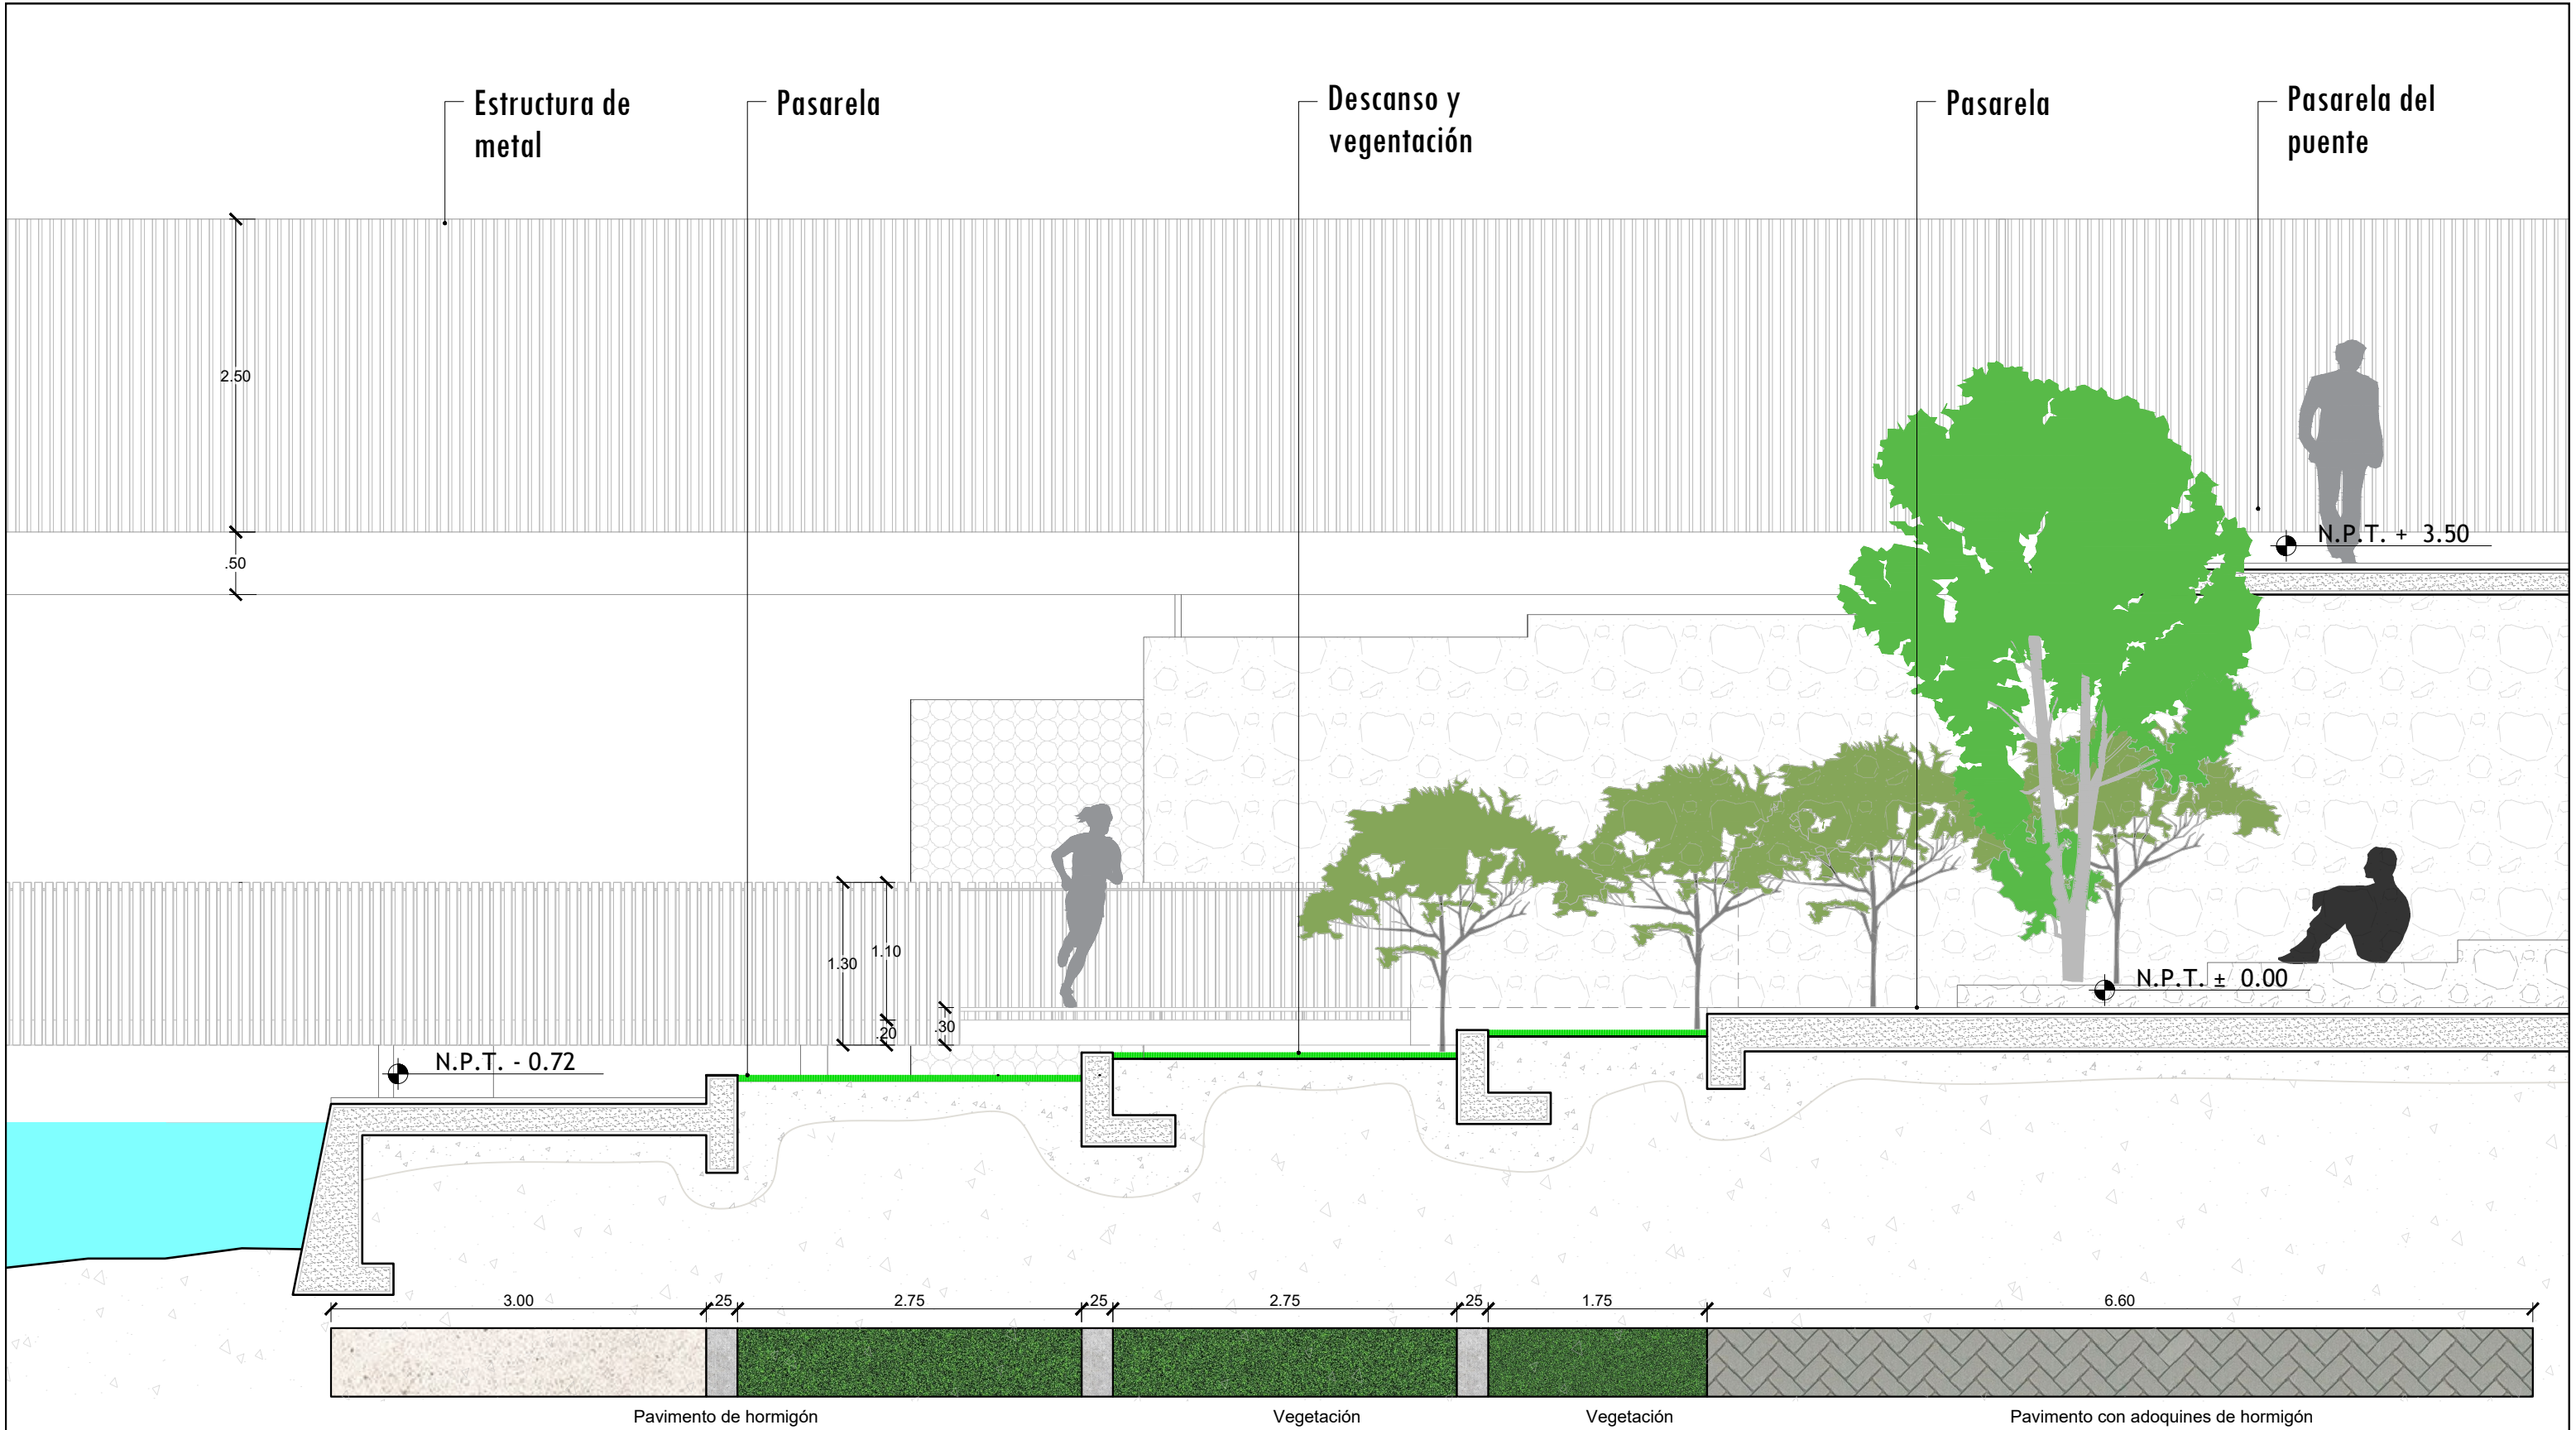 Estructura de
metal
Pasarela
Descanso y
vegentación
Pasarela
Pasarela del
puente
2.50
.50
N.P.T. + 3.50
1.30
1.10
.20
.30
N.P.T. ± 0.00
N.P.T. - 0.72
3.00
.25
2.75
.25
2.75
.25
1.75
6.60
Pavimento de hormigón
Vegetación
Vegetación
Pavimento con adoquines de hormigón